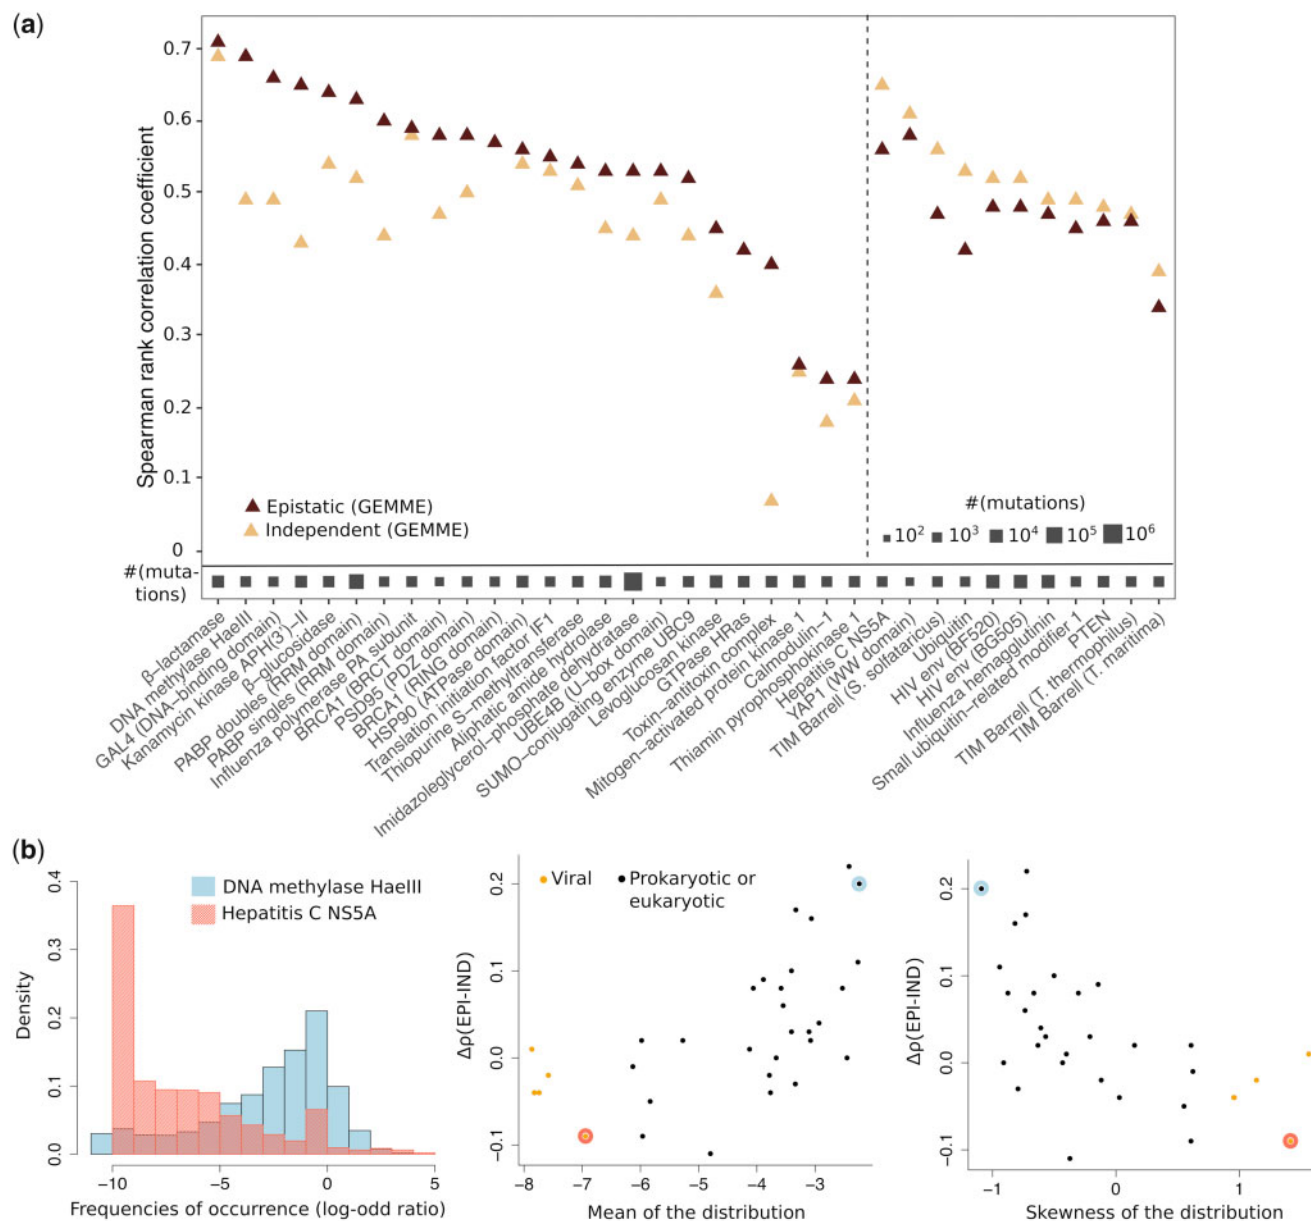 (a)
Spearman rank correlation coefficient
0.7
0.6
0.5
0.4
0.3
0.2
0.1
0
Epistatic (GEMME)
Independent (GEMME)
#(mutations)
10²
10³
10⁴
10⁵
10⁶
#(muta-
tions)
β-lactamase
DNA methylase HaeIII
GAL4 (DNA-binding domain)
Kanamycin kinase APH(3')-II
β-glucosidase
PABP doubles (RRM domain)
PABP singles (RRM domain)
Influenza polymerase PA subunit
BRCA1 (BRCT domain)
PSD95 (PDZ domain)
BRCA1 (RING domain)
HSP90 (ATPase domain)
Translation initiation factor IF1
Thiopurine S-methyltransferase
Aliphatic amide hydrolase
Imidazoleglycerol-phosphate dehydratase
UBE4B (U-box domain)
SUMO-conjugating enzyme UBC9
Levoglucosan kinase
GTPase HRas
Toxin-antitoxin complex
Mitogen-activated protein kinase 1
Calmodulin-1
Thiamin pyrophosphokinase 1
Hepatitis C NS5A
YAP1 (WW domain)
TIM Barrell (S. solfataricus)
Ubiquitin
HIV env (BF520)
HIV env (BG505)
Influenza hemagglutinin
Small ubiquitin-related modifier 1
PTEN
TIM Barrell (T. thermophilus)
TIM Barrell (T. maritima)
(b)
DNA methylase HaeIII
Hepatitis C NS5A
Density
0.4
0.3
0.2
0.1
0.0
−10
−5
0
5
Frequencies of occurrence (log-odd ratio)
Viral
Prokaryotic or
eukaryotic
Δρ(EPI-IND)
0.2
0.1
0.0
−0.1
−8
−7
−6
−5
−4
−3
Mean of the distribution
Δρ(EPI-IND)
0.2
0.1
0.0
−0.1
−1
0
1
Skewness of the distribution